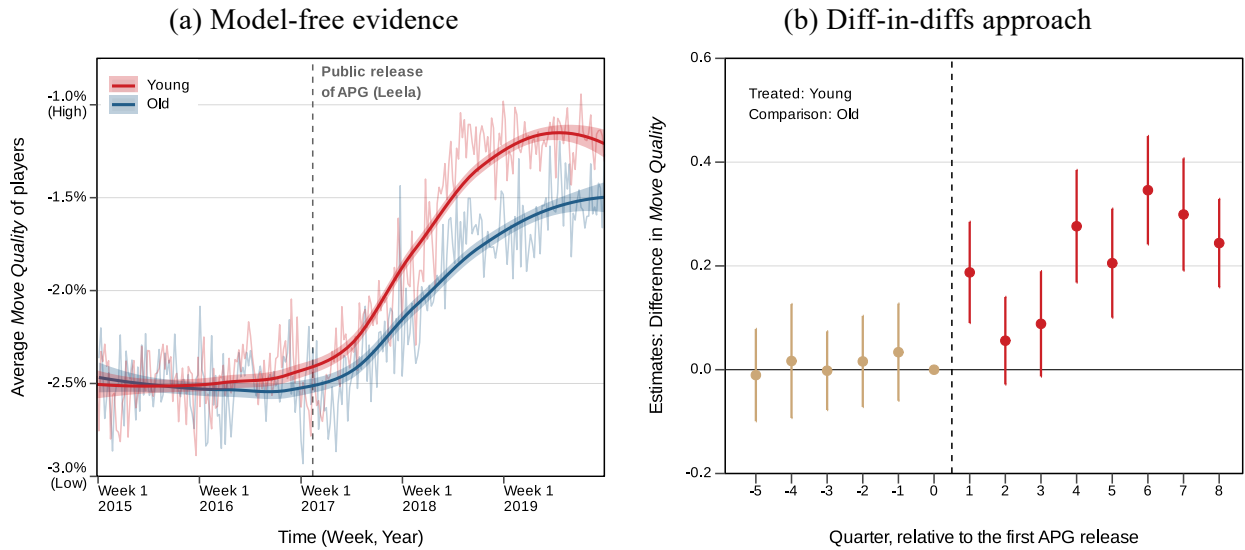 (a) Model-free evidence
Young
Old
Public release
of APG (Leela)
-1.0%
(High)
-1.5%
-2.0%
-2.5%
-3.0%
(Low)
Average Move Quality of players
Week 1
2015
Week 1
2016
Week 1
2017
Week 1
2018
Week 1
2019
Time (Week, Year)
(b) Diff-in-diffs approach
Treated: Young
Comparison: Old
0.6
0.4
0.2
0.0
-0.2
Estimates: Difference in Move Quality
-5 -4 -3 -2 -1 0 1 2 3 4 5 6 7 8
Quarter, relative to the first APG release